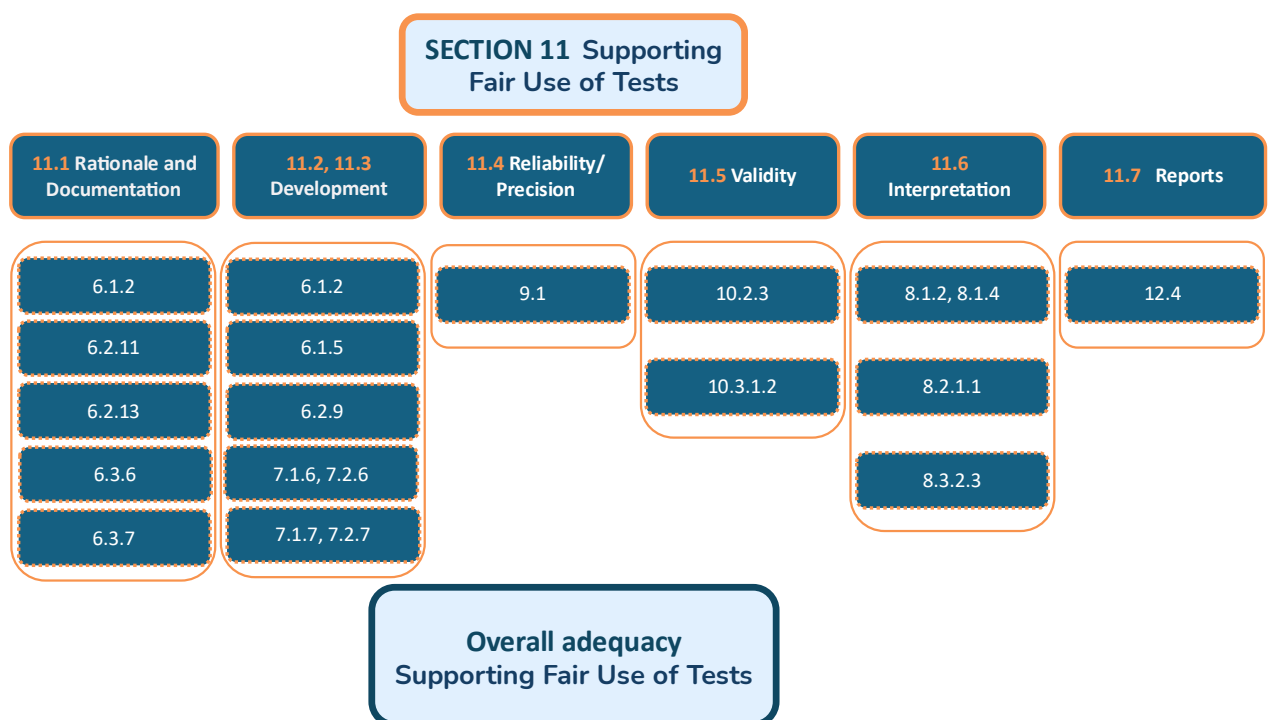 SECTION 11 Supporting
Fair Use of Tests
11.1 Rationale and
Documentation
11.2, 11.3
Development
11.4 Reliability/
Precision
11.5 Validity
11.6
Interpretation
11.7 Reports
6.1.2
6.2.11
6.2.13
6.3.6
6.3.7
6.1.2
6.1.5
6.2.9
7.1.6, 7.2.6
7.1.7, 7.2.7
9.1
10.2.3
10.3.1.2
8.1.2, 8.1.4
8.2.1.1
8.3.2.3
12.4
Overall adequacy
Supporting Fair Use of Tests